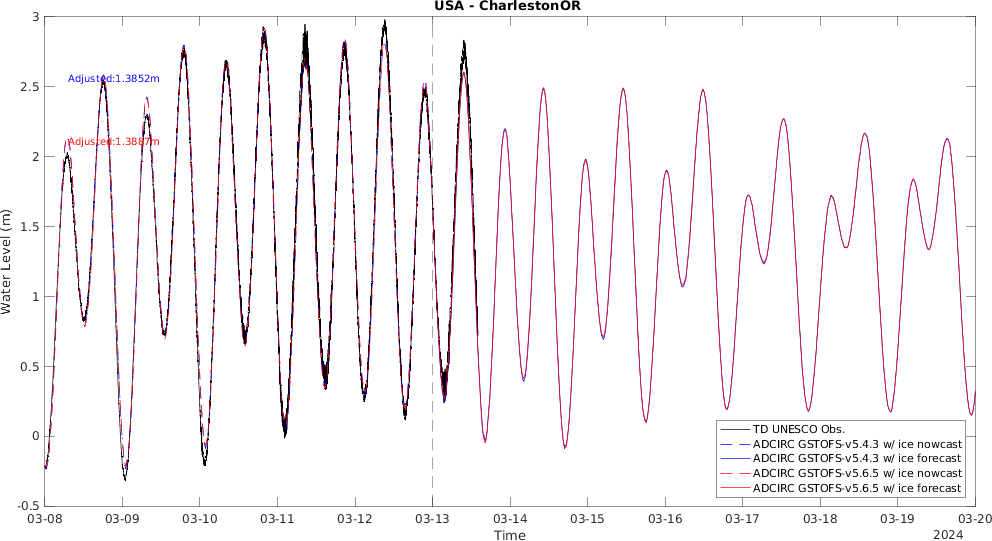 USA - CharlestonOR
Water Level (m)
3
2.5
2
1.5
1
0.5
0
-0.5
Adjusted:1.3852m
Adjusted:1.3887m
TD UNESCO Obs.
ADCIRC GSTOFS-v5.4.3 w/ ice nowcast
ADCIRC GSTOFS-v5.4.3 w/ ice forecast
ADCIRC GSTOFS-v5.6.5 w/ ice nowcast
ADCIRC GSTOFS-v5.6.5 w/ ice forecast
03-08 03-09 03-10 03-11 03-12 03-13 03-14 03-15 03-16 03-17 03-18 03-19 03-20
Time
2024